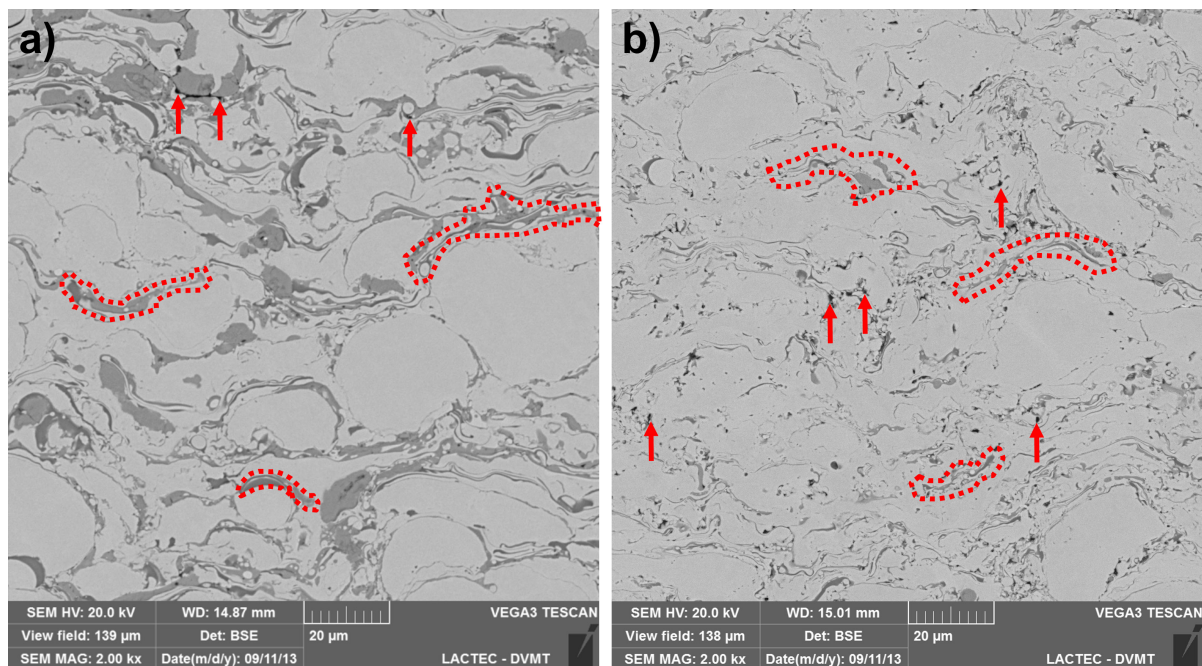 a)
SEM HV: 20.0 kV WD: 14.87 mm VEGA3 TESCAN
View field: 139 µm Det: BSE 20 µm
SEM MAG: 2.00 kx Date(m/d/y): 09/11/13 LACTEC - DVMT
b)
SEM HV: 20.0 kV WD: 15.01 mm VEGA3 TESCAN
View field: 138 µm Det: BSE 20 µm
SEM MAG: 2.00 kx Date(m/d/y): 09/11/13 LACTEC - DVMT